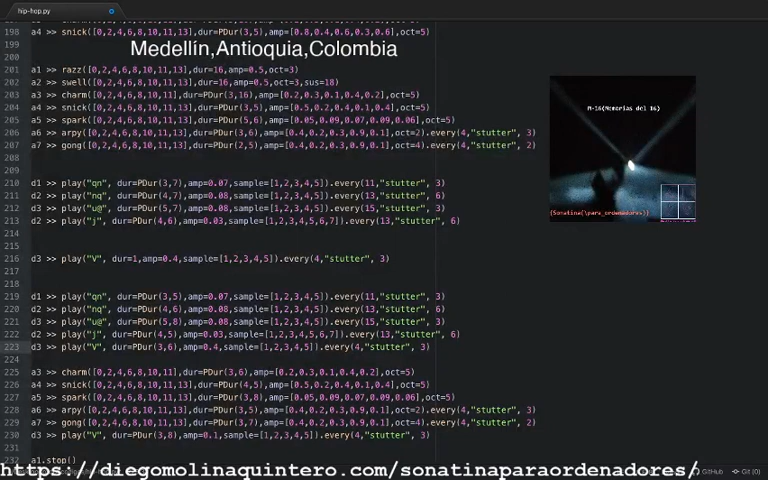 hip-hop.py
198
a4 >> snick([0,2,4,6,8,10,11,13],dur=PDur(3,5),amp=[0.8,0.4,0.6,0.3,0.6],oct=5)
199
Medellín,Antioquia,Colombia
200
201 a1 >> razz([0,2,4,6,8,10,11,13],dur=16,amp=0.5,oct=3)
202 a2 >> swell([0,2,4,6,8,10,11,13],dur=16,amp=0.5,oct=3,sus=18)
203 a3 >> charm([0,2,4,6,8,10,11,13],dur=PDur(3,16),amp=[0.2,0.3,0.1,0.4,0.2],oct=5)
204 a4 >> snick([0,2,4,6,8,10,11,13],dur=PDur(3,5),amp=[0.5,0.2,0.4,0.1,0.4],oct=5)
205 a5 >> spark([0,2,4,6,8,10,11,13],dur=PDur(5,6),amp=[0.05,0.09,0.07,0.09,0.06],oct=5)
206 a6 >> arpy([0,2,4,6,8,10,11,13],dur=PDur(3,6),amp=[0.4,0.2,0.3,0.9,0.1],oct=2).every(4,"stutter", 3)
207 a7 >> gong([0,2,4,6,8,10,11,13],dur=PDur(2,5),amp=[0.4,0.2,0.3,0.9,0.1],oct=4).every(4,"stutter", 2)
208
209
210 d1 >> play("qn", dur=PDur(3,7),amp=0.07,sample=[1,2,3,4,5]).every(11,"stutter", 3)
211 d2 >> play("nq", dur=PDur(4,7),amp=0.08,sample=[1,2,3,4,5]).every(13,"stutter", 6)
212 d3 >> play("u@", dur=PDur(5,7),amp=0.08,sample=[1,2,3,4,5]).every(15,"stutter", 3)
213 d2 >> play("j", dur=PDur(4,6),amp=0.03,sample=[1,2,3,4,5,6,7]).every(13,"stutter", 6)
214
215
216 d3 >> play("V", dur=1,amp=0.4,sample=[1,2,3,4,5]).every(4,"stutter", 3)
217
218
219 d1 >> play("qn", dur=PDur(3,5),amp=0.07,sample=[1,2,3,4,5]).every(11,"stutter", 3)
220 d2 >> play("nq", dur=PDur(4,5),amp=0.08,sample=[1,2,3,4,5]).every(13,"stutter", 6)
221 d3 >> play("u@", dur=PDur(5,8),amp=0.08,sample=[1,2,3,4,5]).every(15,"stutter", 3)
222 d2 >> play("j", dur=PDur(4,5),amp=0.03,sample=[1,2,3,4,5,6,7]).every(13,"stutter", 6)
223 d3 >> play("V", dur=PDur(3,6),amp=0.4,sample=[1,2,3,4,5]).every(4,"stutter", 3)
224
225 a3 >> charm([0,2,4,6,8,10,11],dur=PDur(3,6),amp=[0.2,0.3,0.1,0.4,0.2],oct=5)
226 a4 >> snick([0,2,4,6,8,10,11,13],dur=PDur(4,5),amp=[0.5,0.2,0.4,0.1,0.4],oct=5)
227 a5 >> spark([0,2,4,6,8,10,11,13],dur=PDur(3,8),amp=[0.05,0.09,0.07,0.09,0.06],oct=5)
228 a6 >> arpy([0,2,4,6,8,10,11,13],dur=PDur(3,5),amp=[0.4,0.2,0.3,0.9,0.1],oct=2).every(4,"stutter", 3)
229 a7 >> gong([0,2,4,6,8,10,11,13],dur=PDur(3,7),amp=[0.4,0.2,0.3,0.9,0.1],oct=4).every(4,"stutter", 2)
230 d3 >> play("V", dur=PDur(3,8),amp=0.1,sample=[1,2,3,4,5]).every(4,"stutter", 3)
231
232 a1.stop()
M-16(Memorias del 16)
(Sonatina(\para_ordenadores))
https://diegomolinaquintero.com/sonatinaparaordenadores/
GitHub
Git (0)